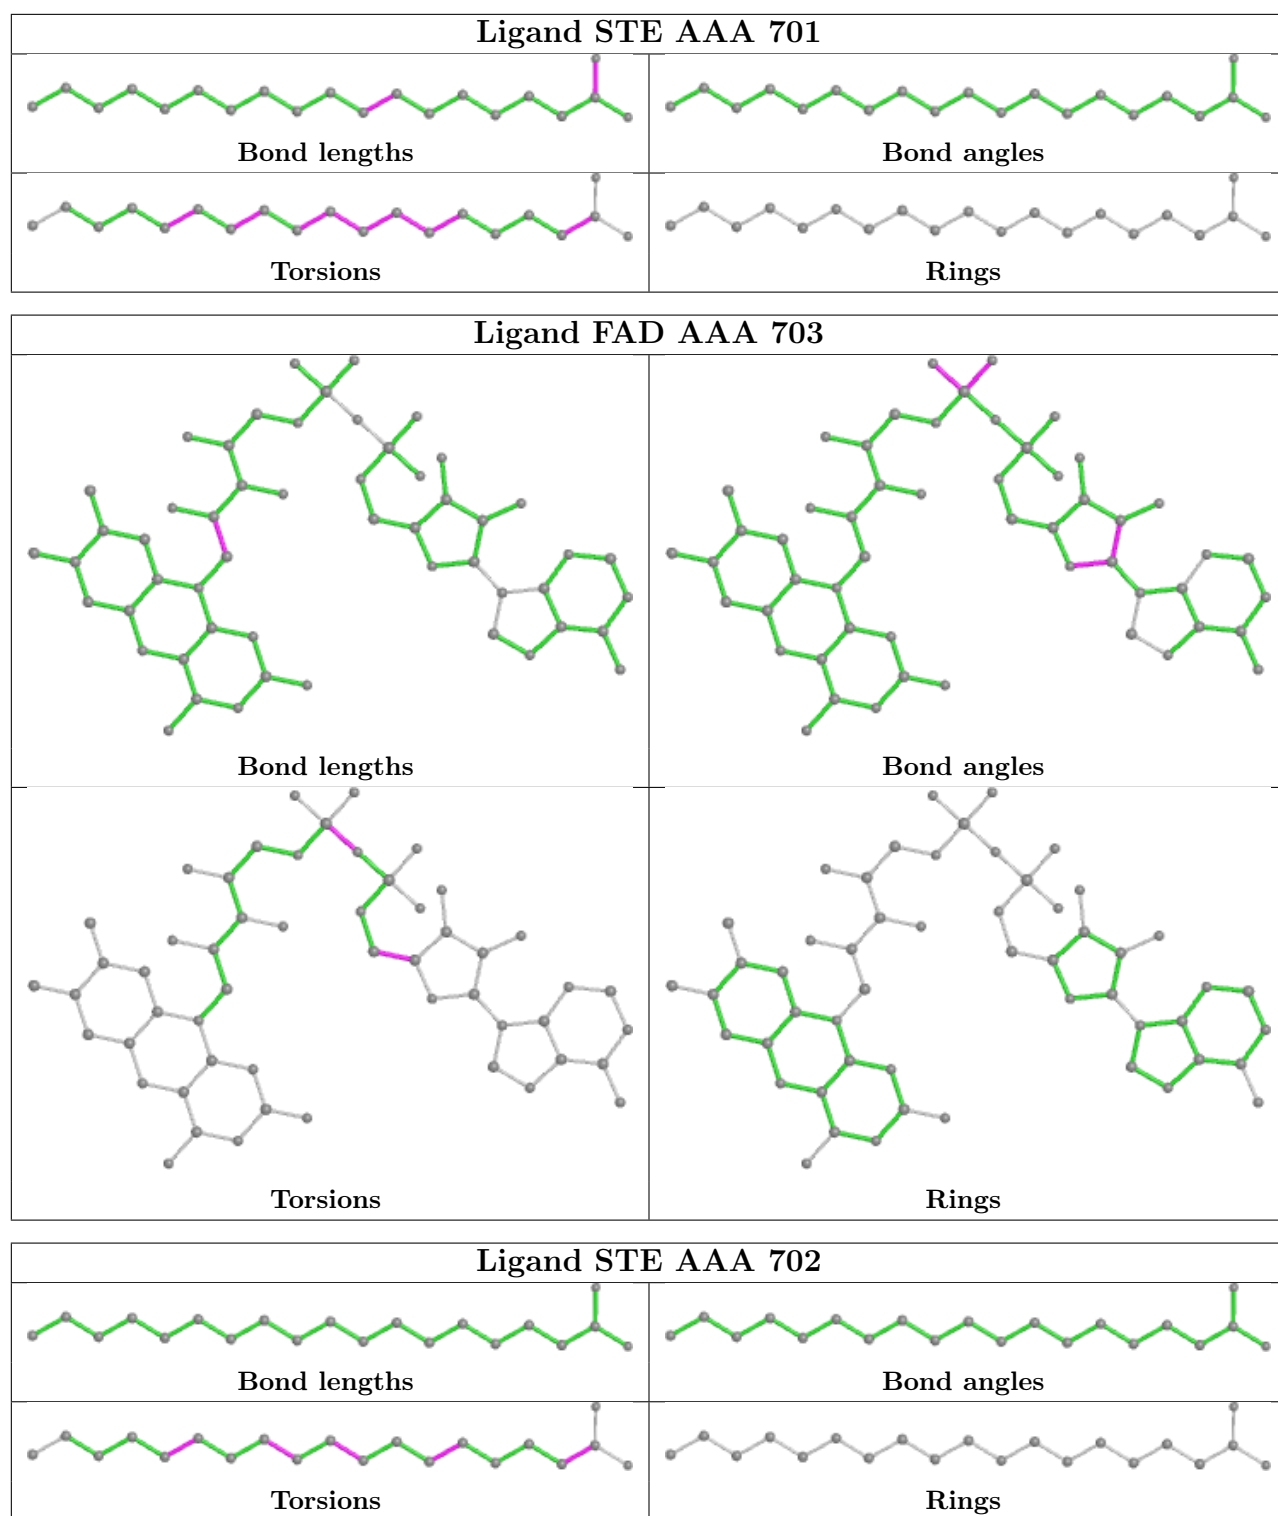 Ligand STE AAA 701
Bond lengths
Bond angles
Torsions
Rings
Ligand FAD AAA 703
Bond lengths
Bond angles
Torsions
Rings
Ligand STE AAA 702
Bond lengths
Bond angles
Torsions
Rings